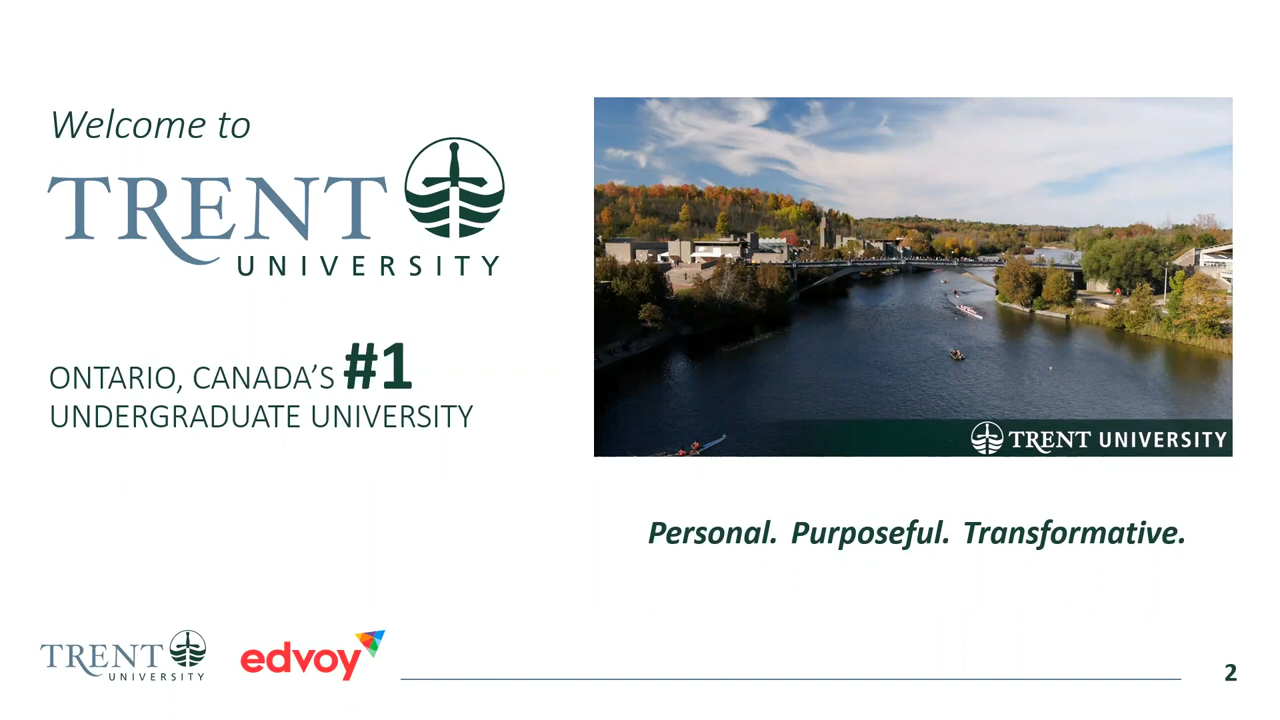 Welcome to
TRENT
UNIVERSITY
ONTARIO, CANADA’S #1
UNDERGRADUATE UNIVERSITY
TRENT UNIVERSITY
Personal. Purposeful. Transformative.
TRENT
UNIVERSITY
edvoy
2